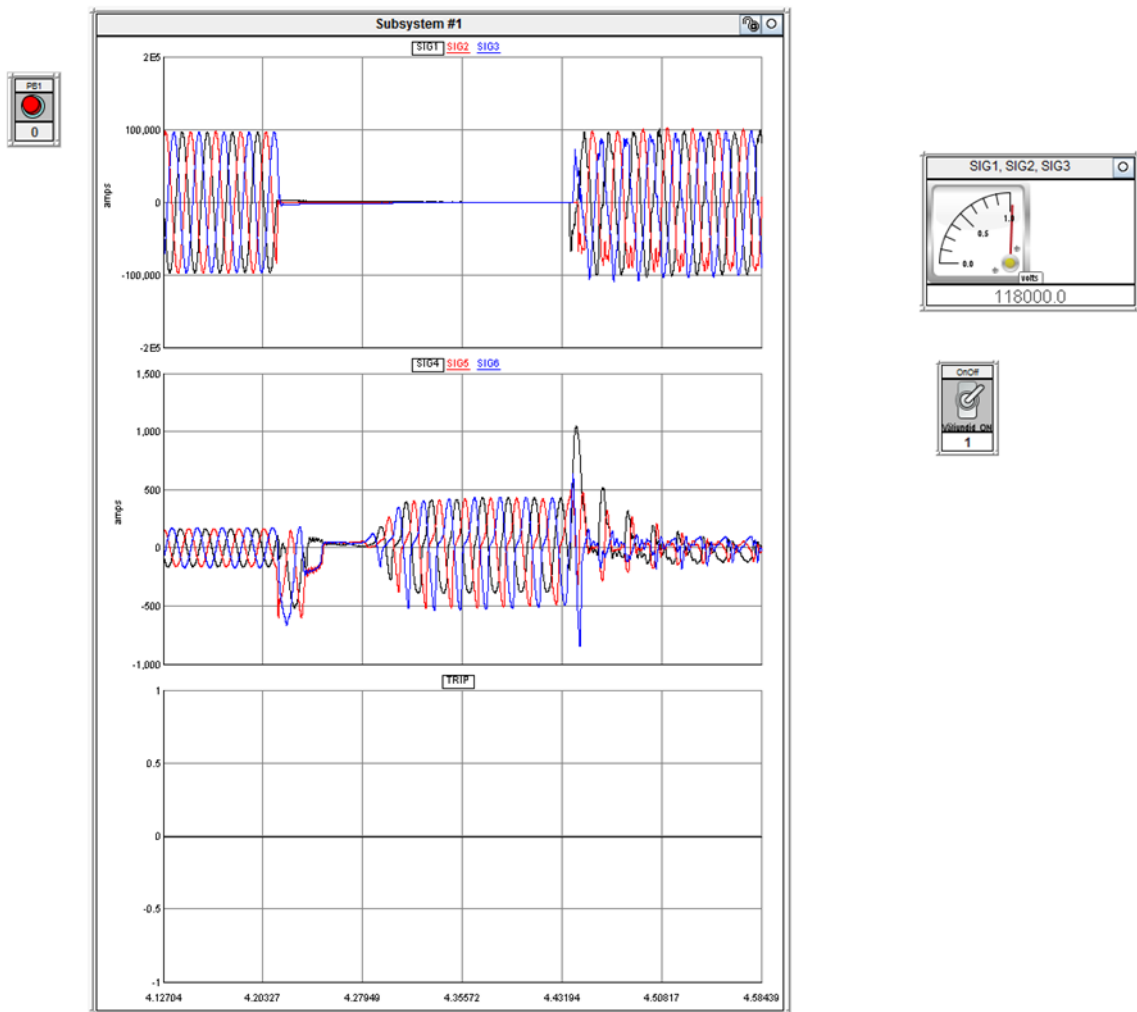 Subsystem #1
SIG1 SIG2 SIG3
2E5
100,000
0
-100,000
-2E5
amps
SIG4 SIG5 SIG6
1,500
1,000
500
0
-500
-1,000
amps
TRIP
1
0.5
0
-0.5
-1
4.12704 4.20327 4.27949 4.35572 4.43194 4.50817 4.58439
PB1
0
SIG1, SIG2, SIG3
0.0
0.5
1.0
volts
118000.0
OnOff
Väljundid ON
1